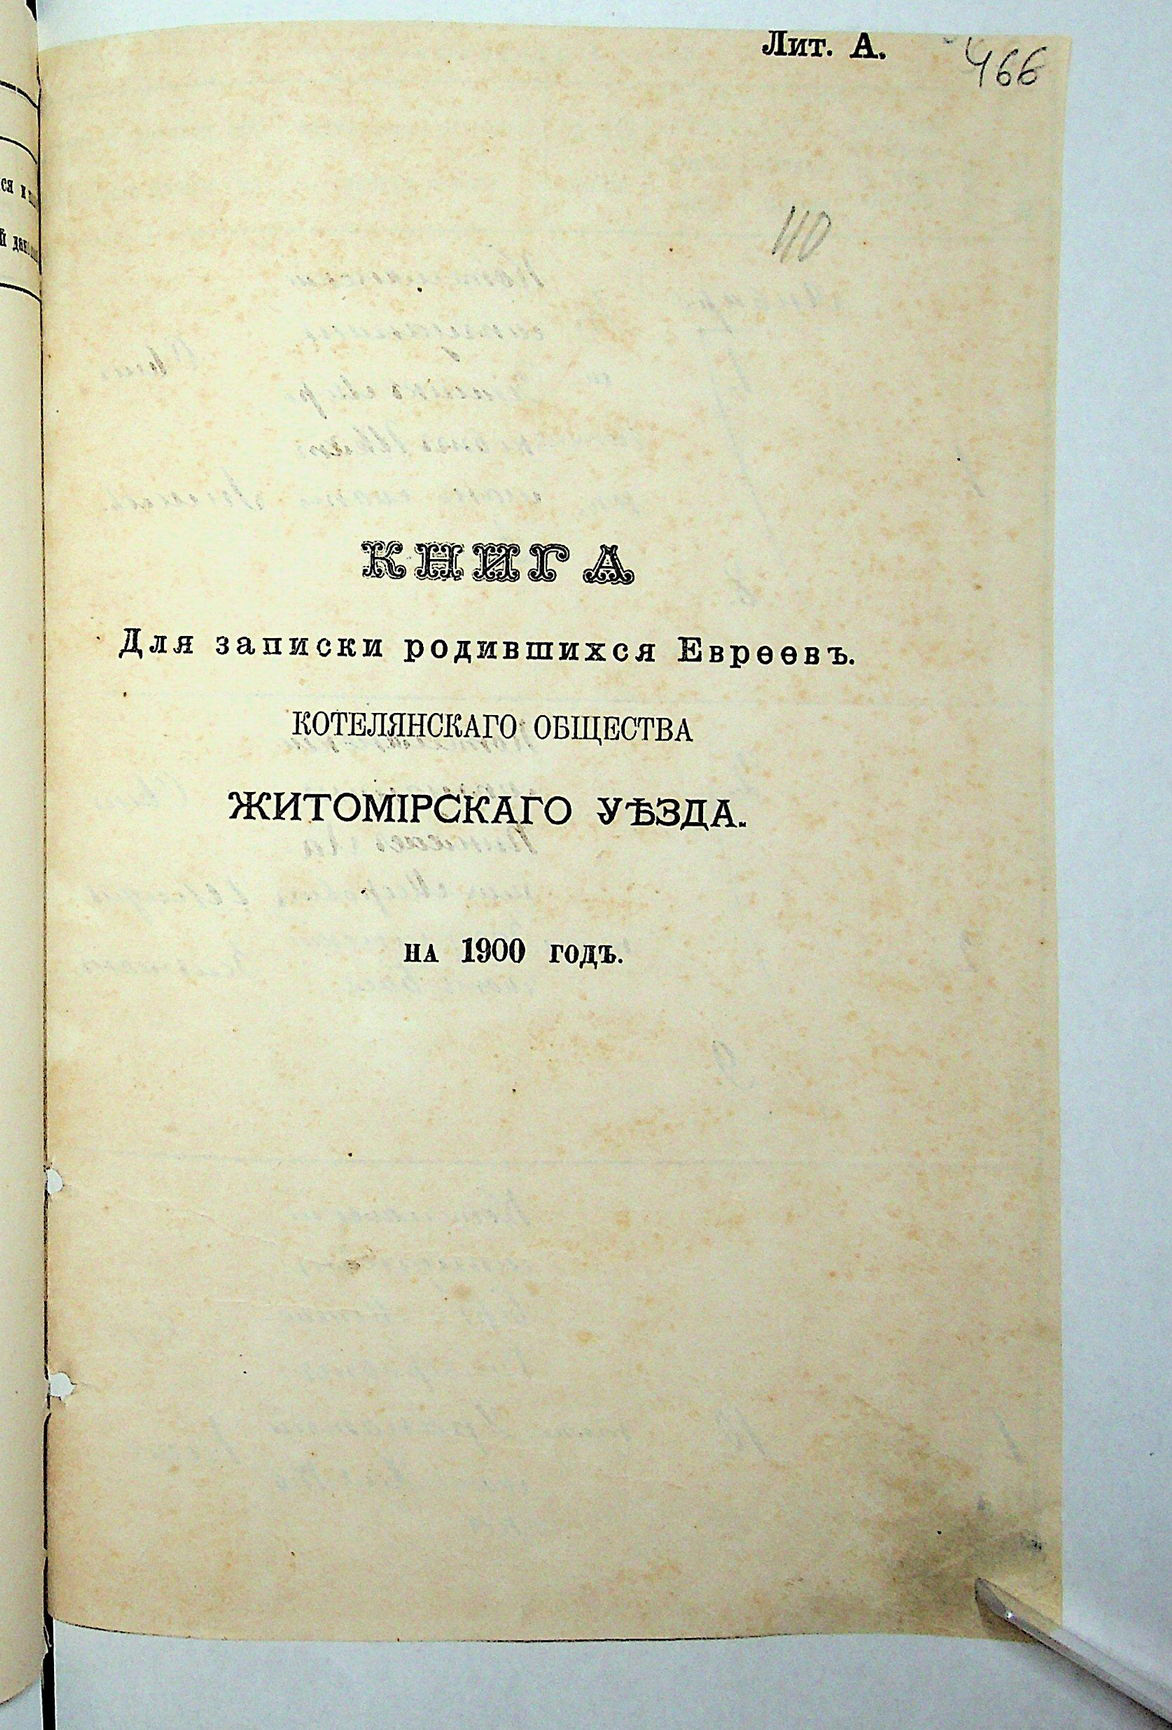 Лит. А.
466
110
КНИГА
Для записки родившихся Евреевъ.
КОТЕЛЯНСКАГО ОБЩЕСТВА
ЖИТОМІРСКАГО УѢЗДА.
НА 1900 ГОДЪ.